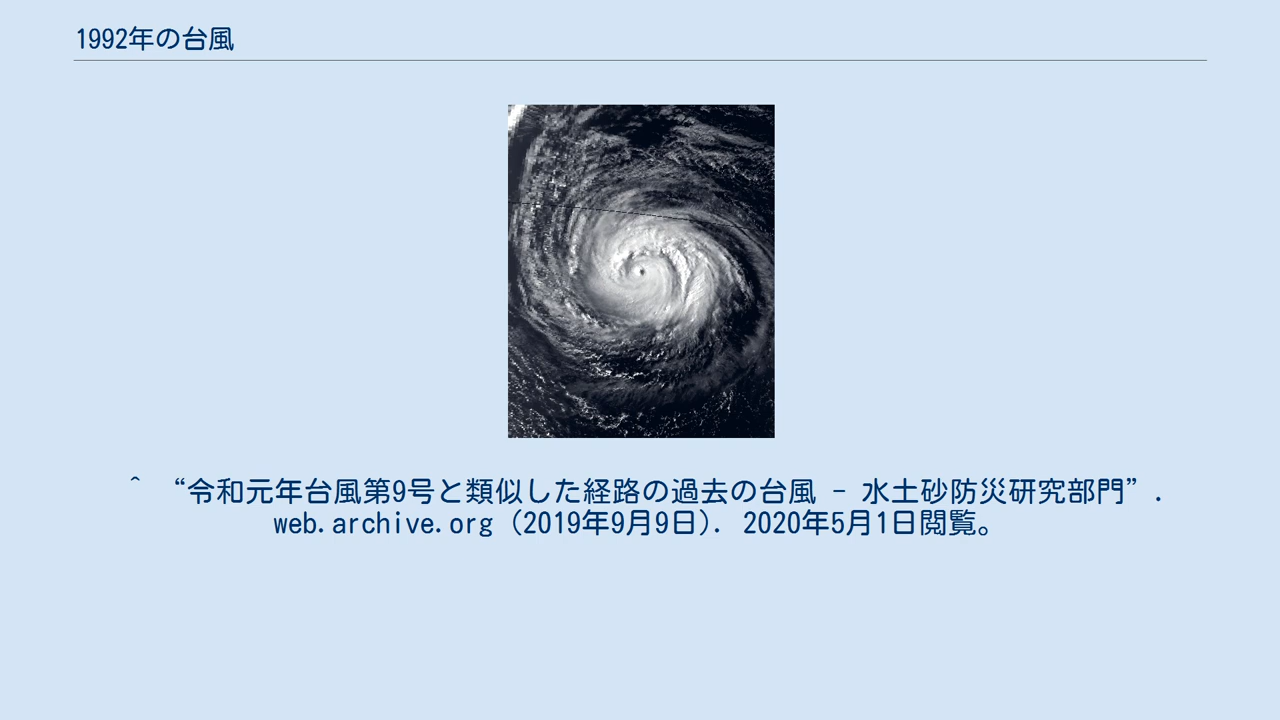 1992年の台風
^ “令和元年台風第9号と類似した経路の過去の台風 - 水土砂防災研究部門”.
web.archive.org (2019年9月9日). 2020年5月1日閲覧。